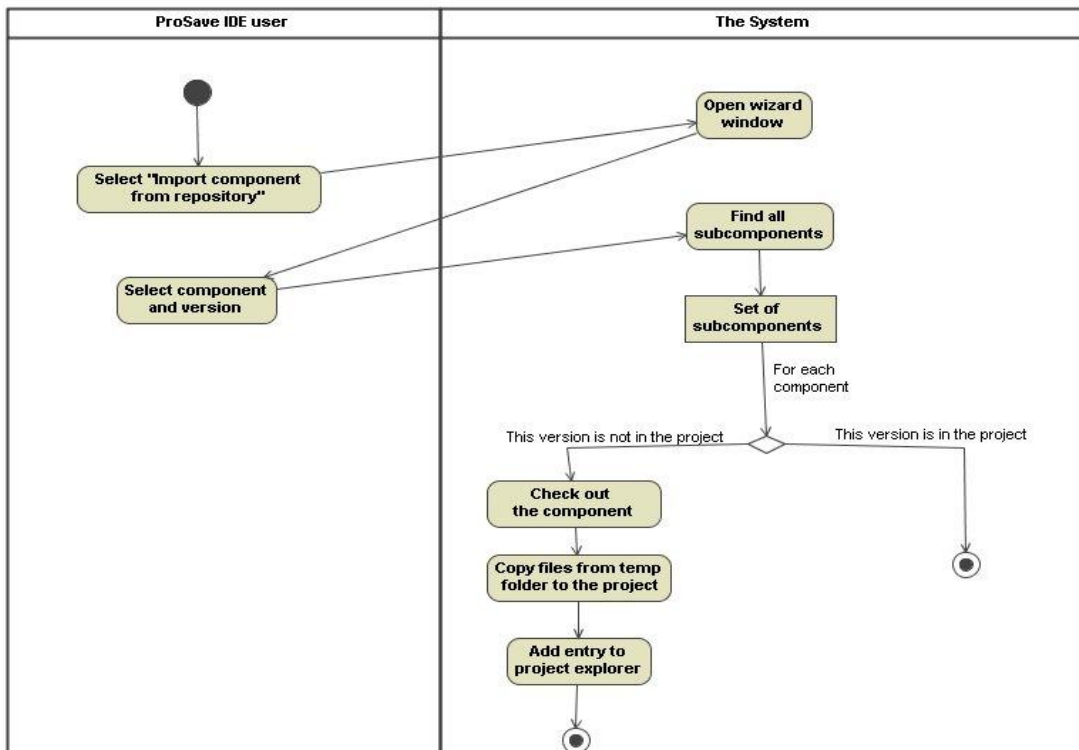 ProSave IDE user
The System
Open wizard
window
Select "Import component
from repository"
Find all
subcomponents
Select component
and version
Set of
subcomponents
For each
component
This version is not in the project
This version is in the project
Check out
the component
Copy files from temp
folder to the project
Add entry to
project explorer